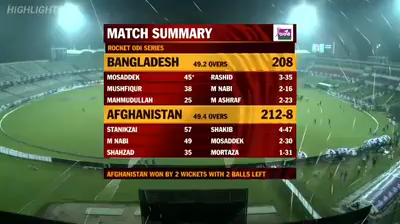 HIGHLIGHTS
MATCH SUMMARY
ROCKET ODI SERIES
BANGLADESH 49.2 OVERS 208
MOSADDEK 45* RASHID 3-35
MUSHFIQUR 38 M NABI 2-16
MAHMUDULLAH 25 M ASHRAF 2-23
AFGHANISTAN 49.4 OVERS 212-8
STANIKZAI 57 SHAKIB 4-47
M NABI 49 MOSADDEK 2-30
SHAHZAD 35 MORTAZA 1-31
AFGHANISTAN WON BY 2 WICKETS WITH 2 BALLS LEFT